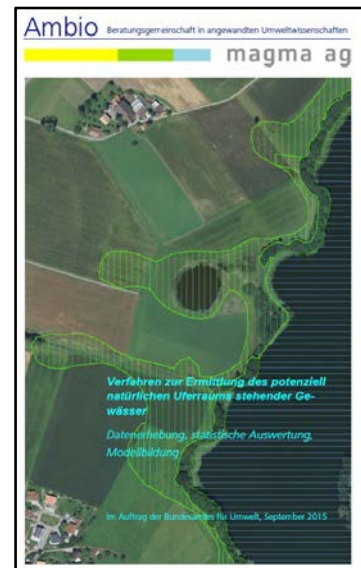 Ambio Beratungsgemeinschaft in angewandten Umweltwissenschaften
magma ag
Verfahren zur Ermittlung des potenziell
natürlichen Uferraums stehender Ge-
wässer
Datenerhebung, statistische Auswertung,
Modellbildung
im Auftrag der Bundesamtes für Umwelt, September 2015